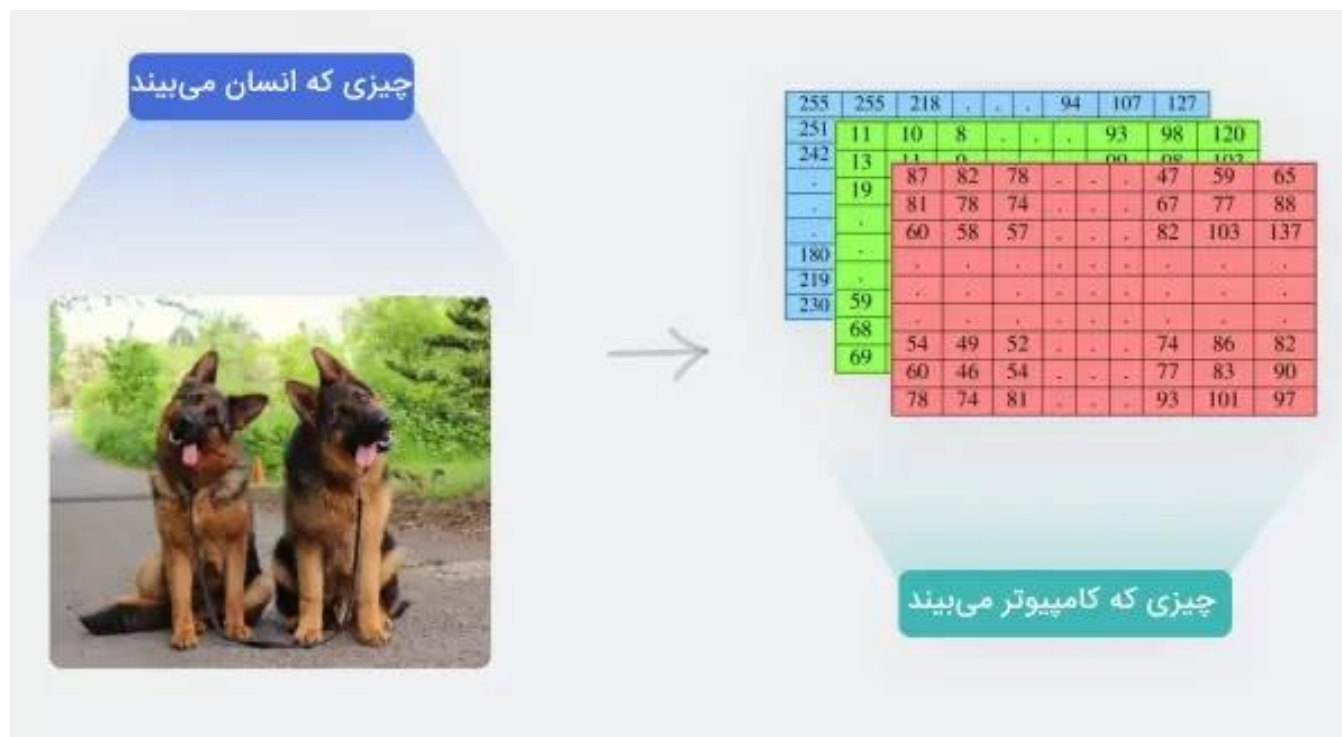 چیزی که انسان می‌بیند
255 255 218 . . . 94 107 127
251
242
.
.
.
180
219
230
11 10 8 . . . 93 98 120
13
19
.
.
.
59
68
69
87 82 78 . . . 47 59 65
81 78 74 . . . 67 77 88
60 58 57 . . . 82 103 137
. . . . . . . . .
. . . . . . . . .
. . . . . . . . .
54 49 52 . . . 74 86 82
60 46 54 . . . 77 83 90
78 74 81 . . . 93 101 97
چیزی که کامپیوتر می‌بیند